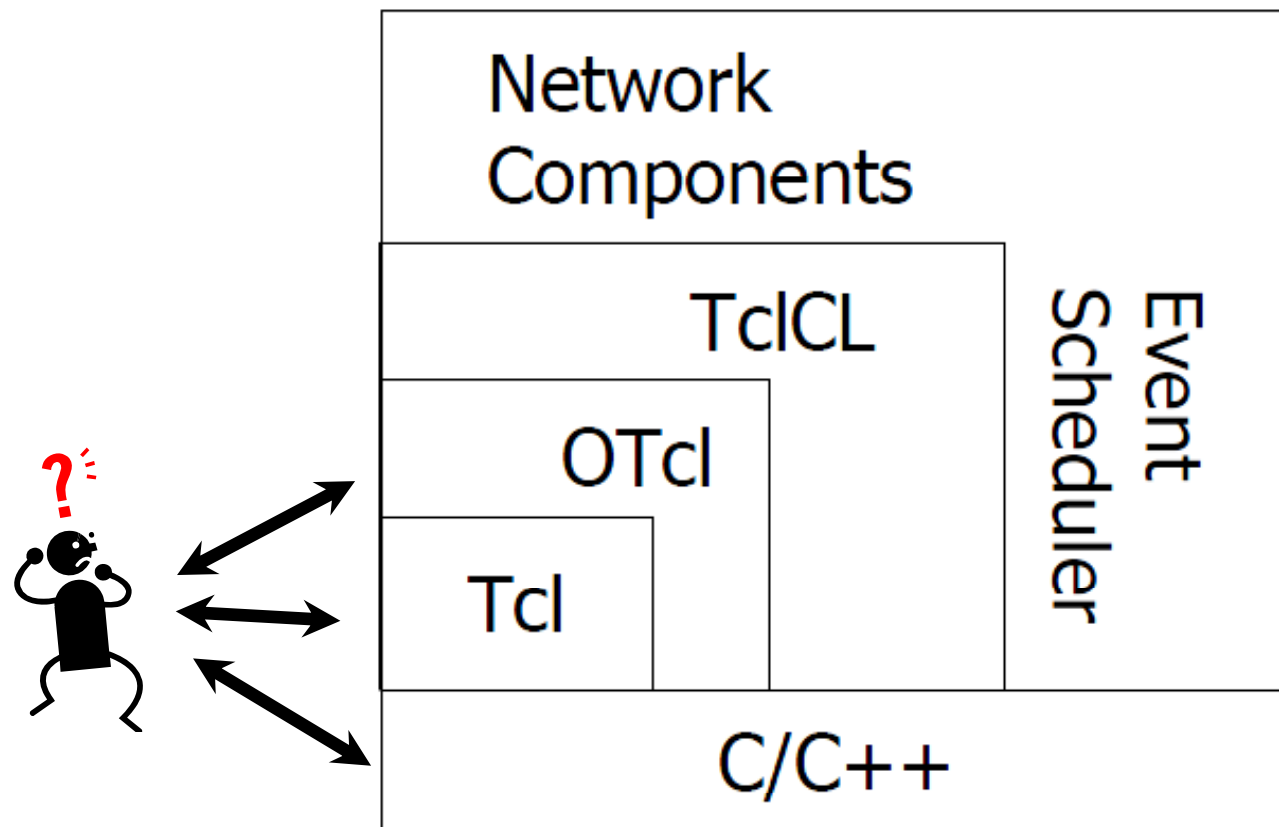 Network
Components
TclCL
Event
Scheduler
OTcl
Tcl
C/C++
?